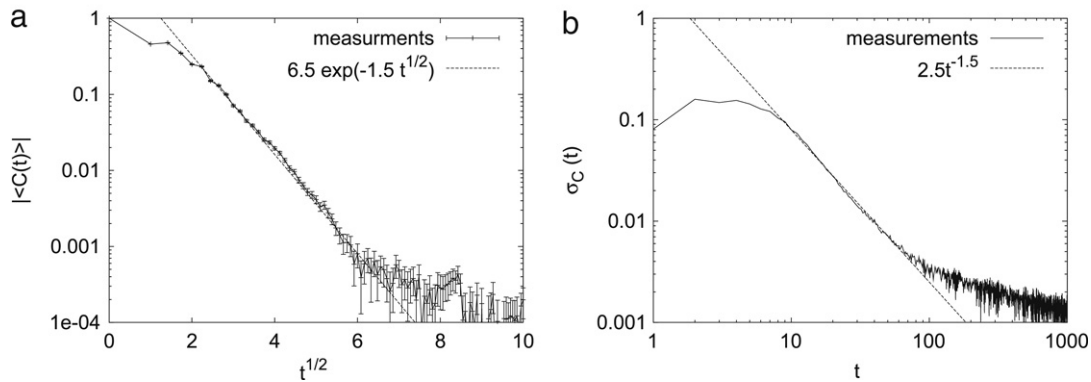 a
1
0.1
0.01
0.001
1e-04
|<C(t)>|
measurments
6.5 exp(-1.5 t^{1/2})
0 2 4 6 8 10
t^{1/2}
b
1
0.1
0.01
0.001
σ_C (t)
measurements
2.5t^{-1.5}
1 10 100 1000
t